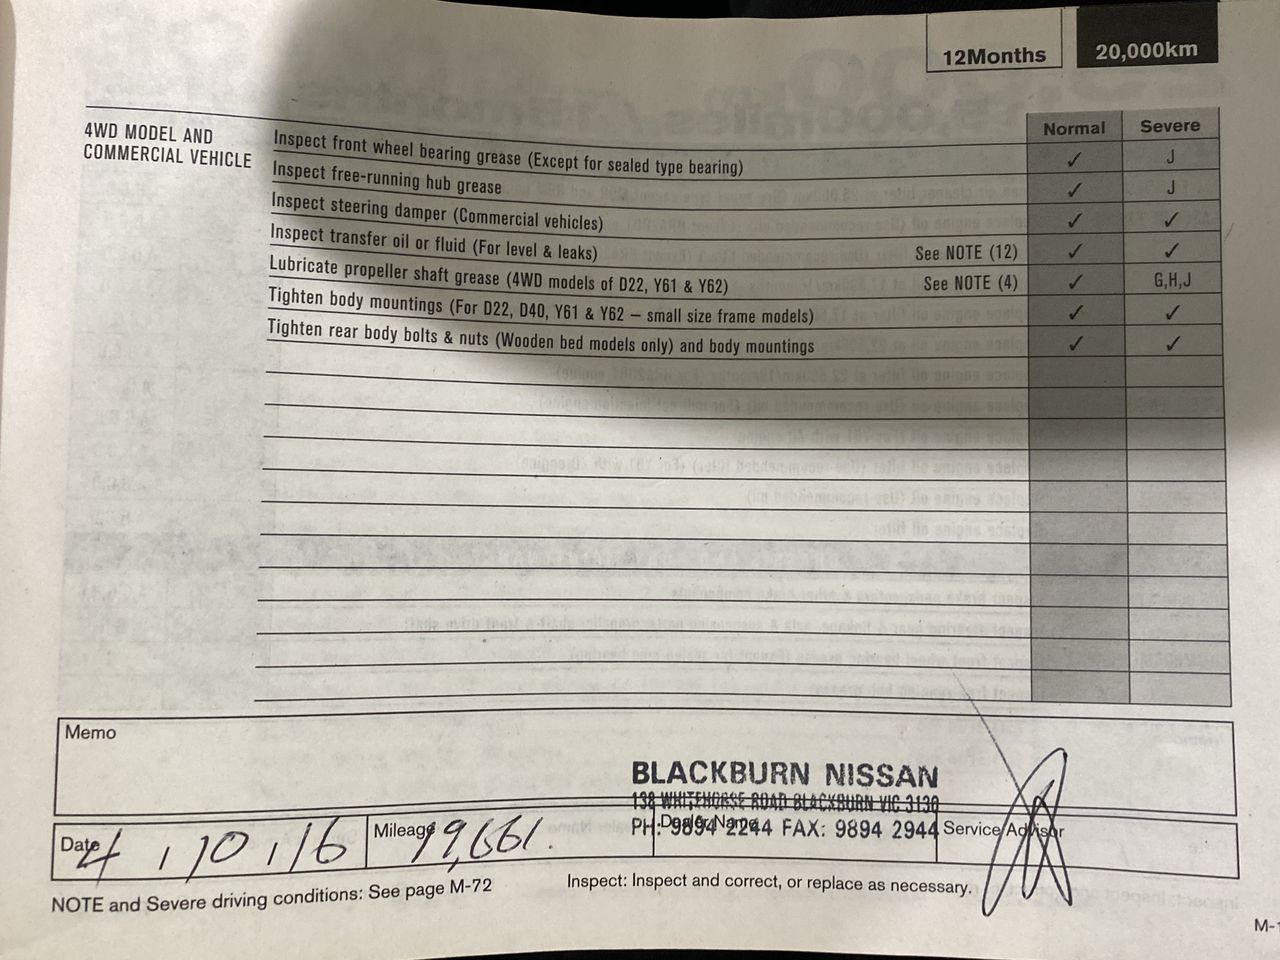 12Months 20,000km
Normal Severe
4WD MODEL AND
COMMERCIAL VEHICLE
Inspect front wheel bearing grease (Except for sealed type bearing) ✓ J
Inspect free-running hub grease ✓ J
Inspect steering damper (Commercial vehicles) ✓ ✓
Inspect transfer oil or fluid (For level & leaks) See NOTE (12) ✓ ✓
Lubricate propeller shaft grease (4WD models of D22, Y61 & Y62) See NOTE (4) ✓ G,H,J
Tighten body mountings (For D22, D40, Y61 & Y62 – small size frame models) ✓ ✓
Tighten rear body bolts & nuts (Wooden bed models only) and body mountings ✓ ✓
Memo
BLACKBURN NISSAN
138 WHITEHORSE ROAD BLACKBURN VIC 3130
PH: 9894 2244 FAX: 9894 2944
Date 4 / 10 / 16 Mileage 19,661. Dealer Name Service Advisor
NOTE and Severe driving conditions: See page M-72 Inspect: Inspect and correct, or replace as necessary.